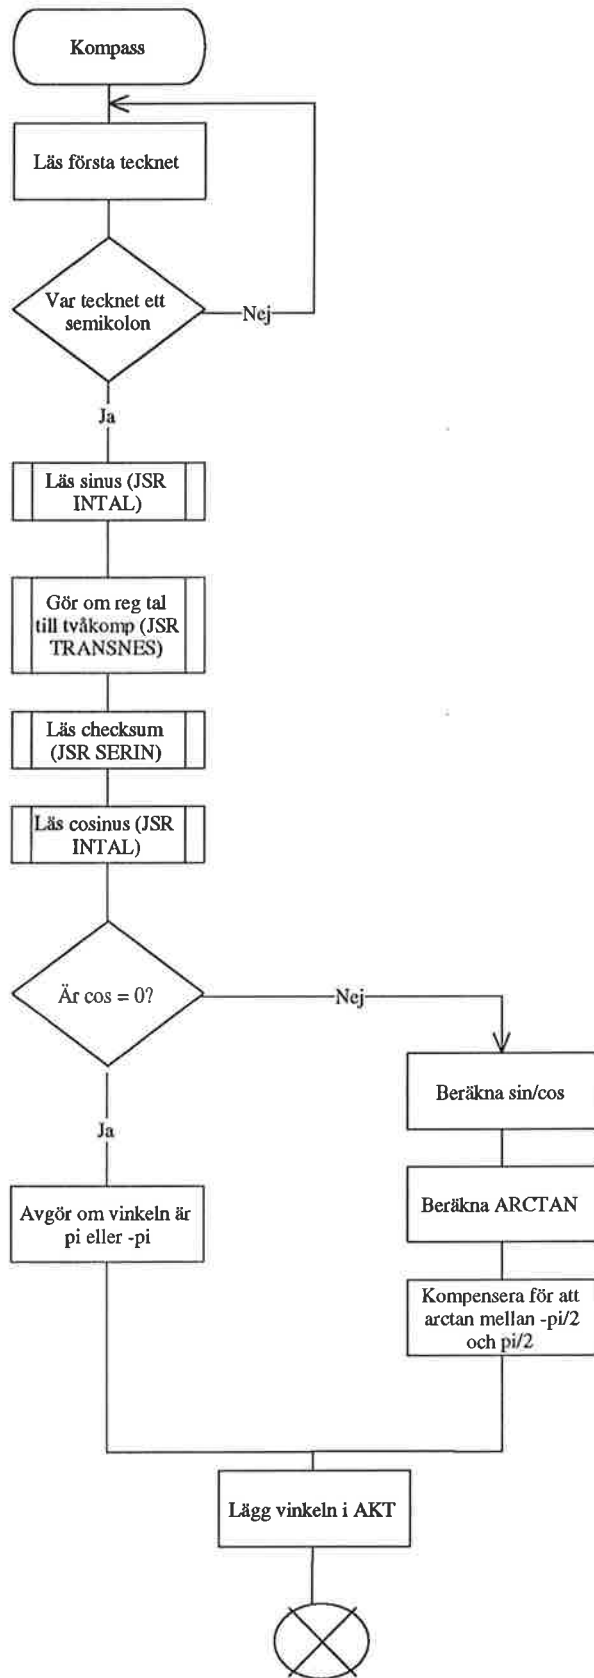 Kompass
Läs första tecknet
Var tecknet ett
semikolon
Nej
Ja
Läs sinus (JSR
INTAL)
Gör om reg tal
till tvåkomp (JSR
TRANSNES)
Läs checksum
(JSR SERIN)
Läs cosinus (JSR
INTAL)
Är cos = 0?
Nej
Beräkna sin/cos
Ja
Beräkna ARCTAN
Avgör om vinkeln är
pi eller -pi
Kompensera för att
arctan mellan -pi/2
och pi/2
Lägg vinkeln i AKT